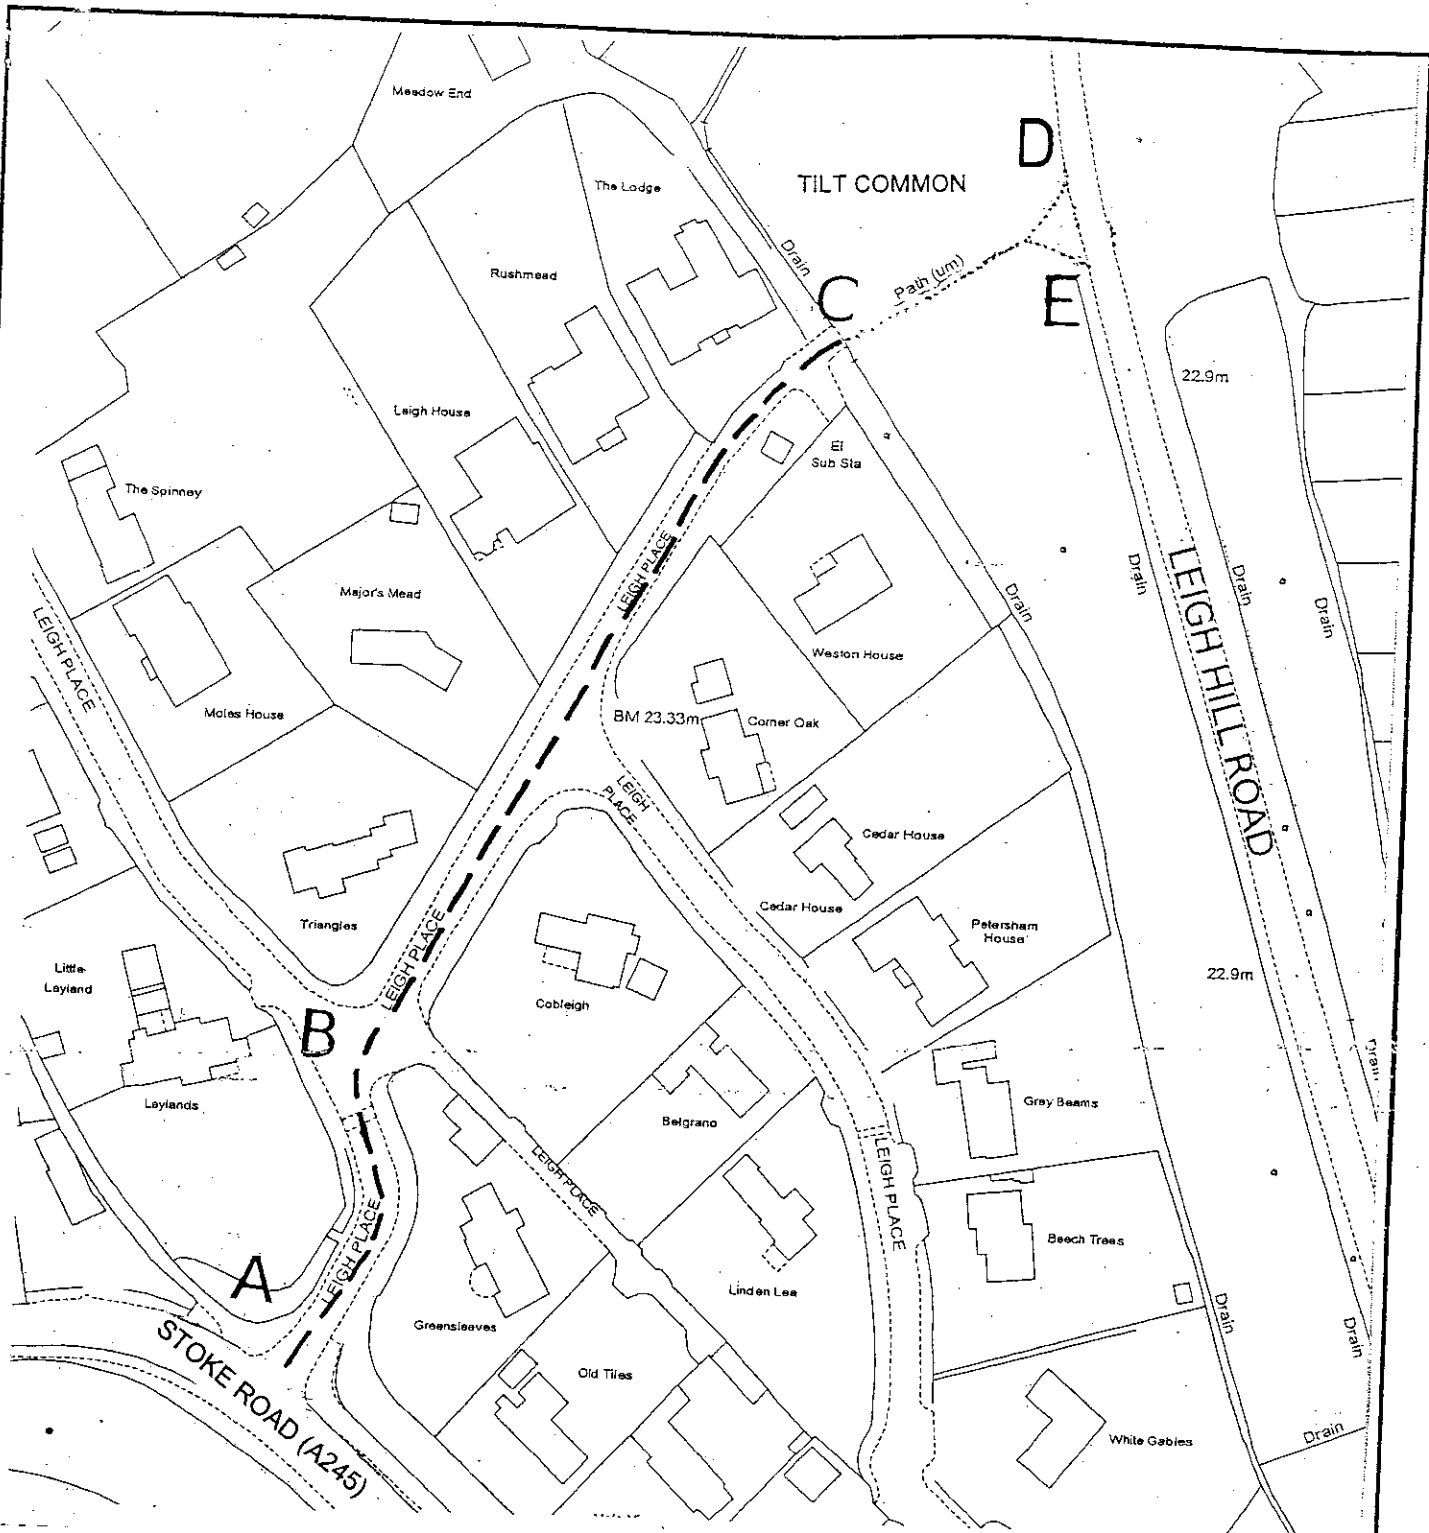 Meadow End
D
TILT COMMON
The Lodge
Drain
Rushmead
Path (um)
C
E
22.9m
Leigh House
El
Sub Sta
The Spinney
LEIGH PLACE
Drain
Drain
Drain
Drain
LEIGH HILL ROAD
Major's Mead
LEIGH PLACE
Weston House
Moles House
BM 23.33m
Corner Oak
LEIGH
PLACE
Cedar House
Cedar House
Petersham
House
Triangles
LEIGH PLACE
Little
Layland
22.9m
Cobleigh
B
Drain
Laylands
Belgrano
Gray Beams
LEIGH PLACE
LEIGH PLACE
LEIGH PLACE
Beech Trees
A
Linden Lea
Greensleaves
Drain
Drain
STOKE ROAD (A245)
Old Tiles
White Gables
Drain